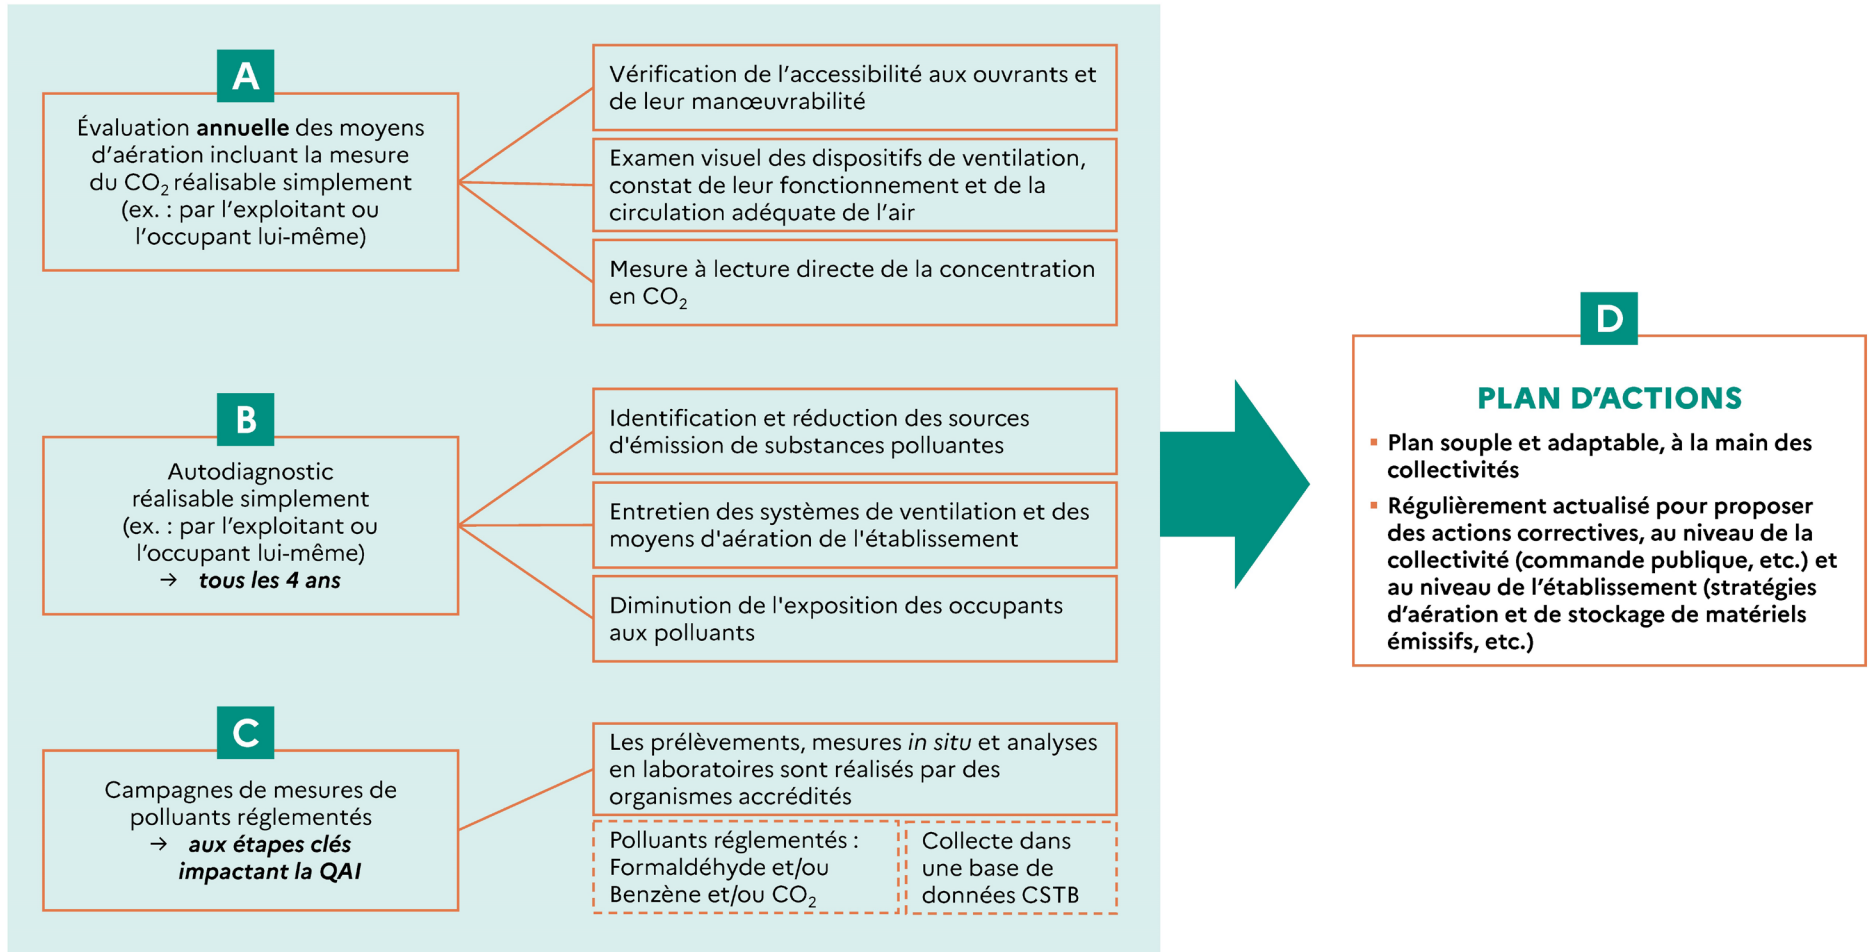 A
Évaluation annuelle des moyens
d’aération incluant la mesure
du CO₂ réalisable simplement
(ex. : par l’exploitant ou
l’occupant lui-même)
Vérification de l’accessibilité aux ouvrants et
de leur manœuvrabilité
Examen visuel des dispositifs de ventilation,
constat de leur fonctionnement et de la
circulation adéquate de l’air
Mesure à lecture directe de la concentration
en CO₂
B
Autodiagnostic
réalisable simplement
(ex. : par l’exploitant ou
l’occupant lui-même)
→ tous les 4 ans
Identification et réduction des sources
d'émission de substances polluantes
Entretien des systèmes de ventilation et des
moyens d'aération de l'établissement
Diminution de l'exposition des occupants
aux polluants
C
Campagnes de mesures de
polluants réglementés
→ aux étapes clés
impactant la QAI
Les prélèvements, mesures in situ et analyses
en laboratoires sont réalisés par des
organismes accrédités
Polluants réglementés :
Formaldéhyde et/ou
Benzène et/ou CO₂
Collecte dans
une base de
données CSTB
D
PLAN D’ACTIONS
▪ Plan souple et adaptable, à la main des
collectivités
▪ Régulièrement actualisé pour proposer
des actions correctives, au niveau de la
collectivité (commande publique, etc.) et
au niveau de l’établissement (stratégies
d’aération et de stockage de matériels
émissifs, etc.)